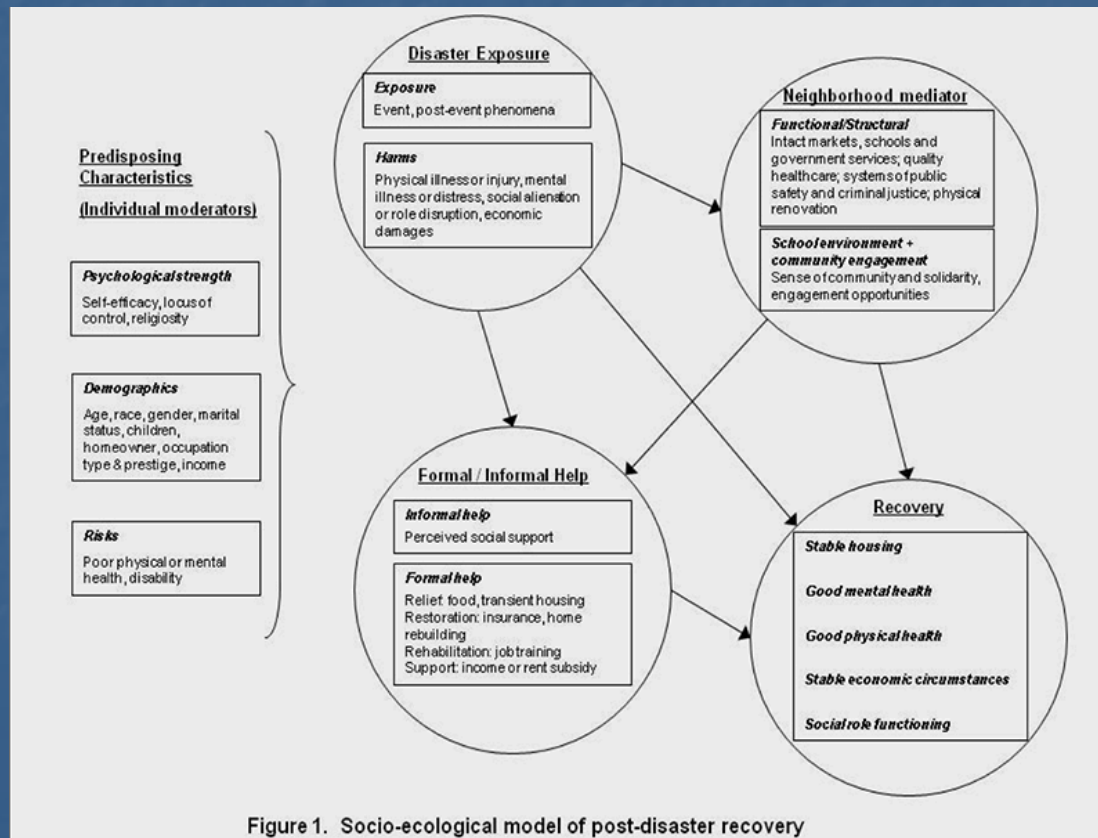 Predisposing
Characteristics
(Individual moderators)
Psychological strength
Self-efficacy, locus of
control, religiosity
Demographics
Age, race, gender, marital
status, children,
homeowner, occupation
type & prestige, income
Risks
Poor physical or mental
health, disability
Disaster Exposure
Exposure
Event, post-event phenomena
Harms
Physical illness or injury, mental
illness or distress, social alienation
or role disruption, economic
damages
Neighborhood mediator
Functional/Structural
Intact markets, schools and
government services; quality
healthcare; systems of public
safety and criminal justice; physical
renovation
School environment +
community engagement
Sense of community and solidarity,
engagement opportunities
Formal / Informal Help
Informal help
Perceived social support
Formal help
Relief: food, transient housing
Restoration: insurance, home
rebuilding
Rehabilitation: job training
Support: income or rent subsidy
Recovery
Stable housing
Good mental health
Good physical health
Stable economic circumstances
Social role functioning
Figure 1. Socio-ecological model of post-disaster recovery